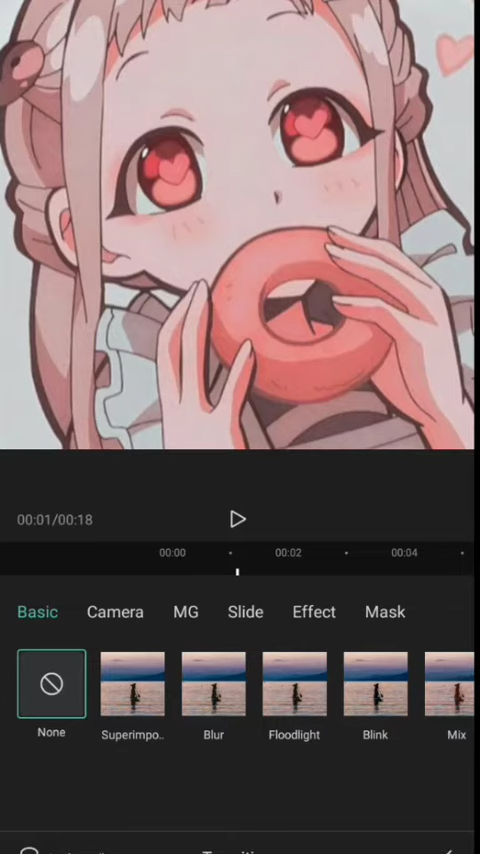 00:01/00:18
00:00 00:02 00:04
Basic Camera MG Slide Effect Mask
None Superimpo.. Blur Floodlight Blink Mix